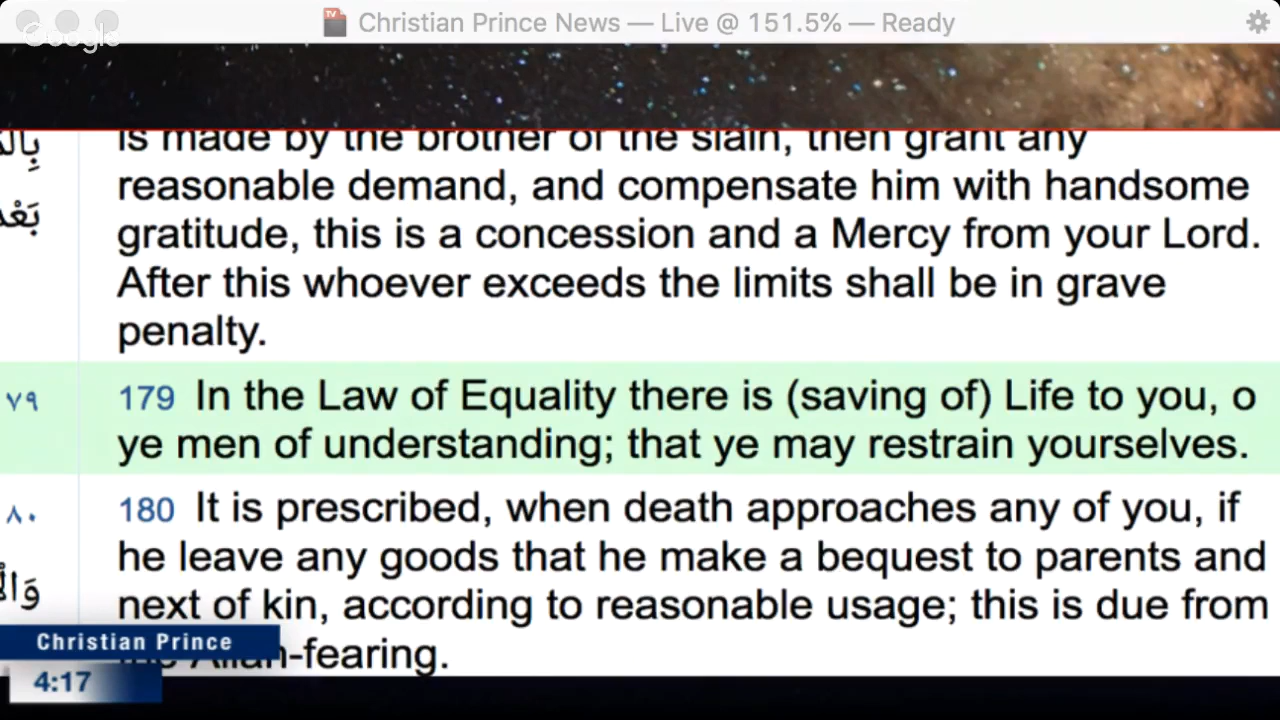 Christian Prince News — Live @ 151.5% — Ready
Google
TV
is made by the brother of the slain, then grant any
reasonable demand, and compensate him with handsome
gratitude, this is a concession and a Mercy from your Lord.
After this whoever exceeds the limits shall be in grave
penalty.
بَعْد
٧٩
179 In the Law of Equality there is (saving of) Life to you, o
ye men of understanding; that ye may restrain yourselves.
٨٠
180 It is prescribed, when death approaches any of you, if
he leave any goods that he make a bequest to parents and
next of kin, according to reasonable usage; this is due from
the Allah-fearing.
Christian Prince
4:17